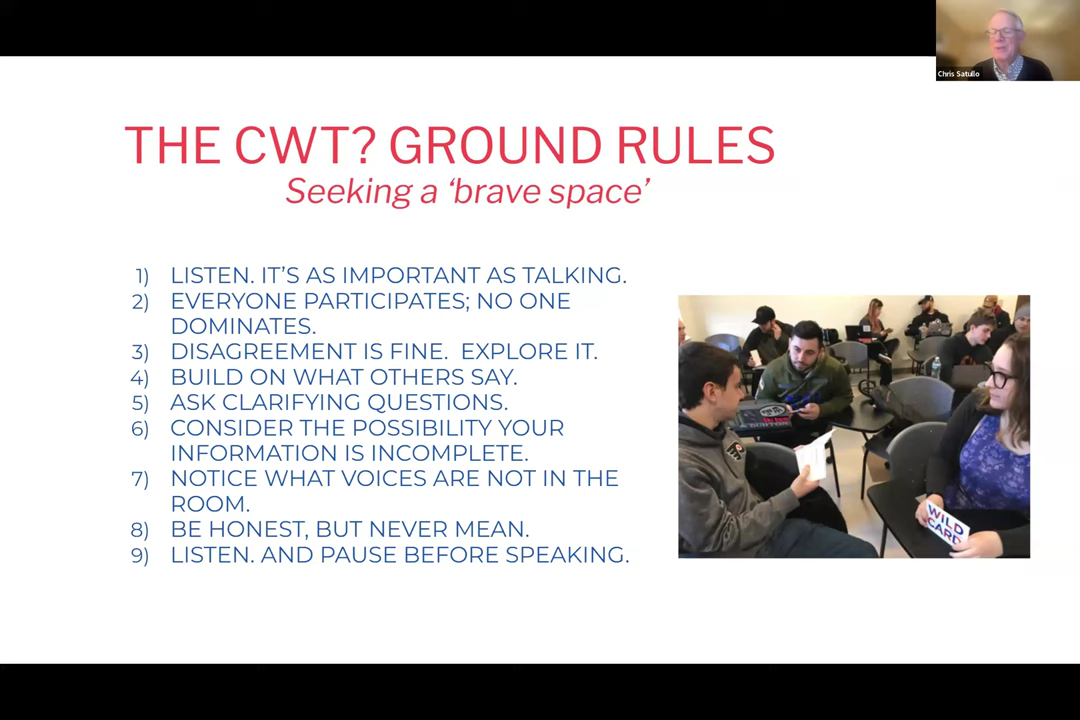 Chris Satullo
THE CWT? GROUND RULES
Seeking a ‘brave space’
1) LISTEN. IT’S AS IMPORTANT AS TALKING.
2) EVERYONE PARTICIPATES; NO ONE
DOMINATES.
3) DISAGREEMENT IS FINE. EXPLORE IT.
4) BUILD ON WHAT OTHERS SAY.
5) ASK CLARIFYING QUESTIONS.
6) CONSIDER THE POSSIBILITY YOUR
INFORMATION IS INCOMPLETE.
7) NOTICE WHAT VOICES ARE NOT IN THE
ROOM.
8) BE HONEST, BUT NEVER MEAN.
9) LISTEN. AND PAUSE BEFORE SPEAKING.
WILD
CARD